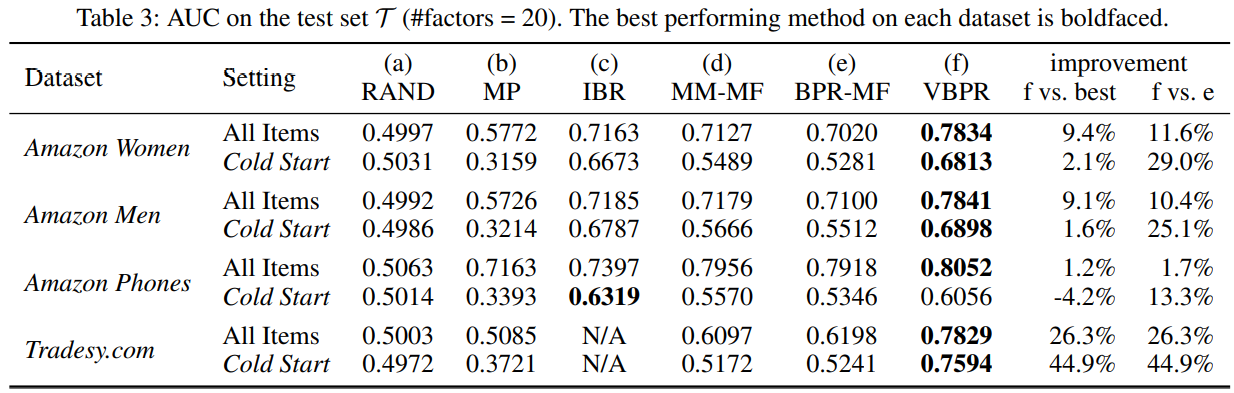 Table 3: AUC on the test set 𝒯 (#factors = 20). The best performing method on each dataset is boldfaced.
(a) (b) (c) (d) (e) (f) improvement
Dataset Setting RAND MP IBR MM-MF BPR-MF VBPR f vs. best f vs. e
Amazon Women All Items 0.4997 0.5772 0.7163 0.7127 0.7020 0.7834 9.4% 11.6%
Cold Start 0.5031 0.3159 0.6673 0.5489 0.5281 0.6813 2.1% 29.0%
Amazon Men All Items 0.4992 0.5726 0.7185 0.7179 0.7100 0.7841 9.1% 10.4%
Cold Start 0.4986 0.3214 0.6787 0.5666 0.5512 0.6898 1.6% 25.1%
Amazon Phones All Items 0.5063 0.7163 0.7397 0.7956 0.7918 0.8052 1.2% 1.7%
Cold Start 0.5014 0.3393 0.6319 0.5570 0.5346 0.6056 -4.2% 13.3%
Tradesy.com All Items 0.5003 0.5085 N/A 0.6097 0.6198 0.7829 26.3% 26.3%
Cold Start 0.4972 0.3721 N/A 0.5172 0.5241 0.7594 44.9% 44.9%